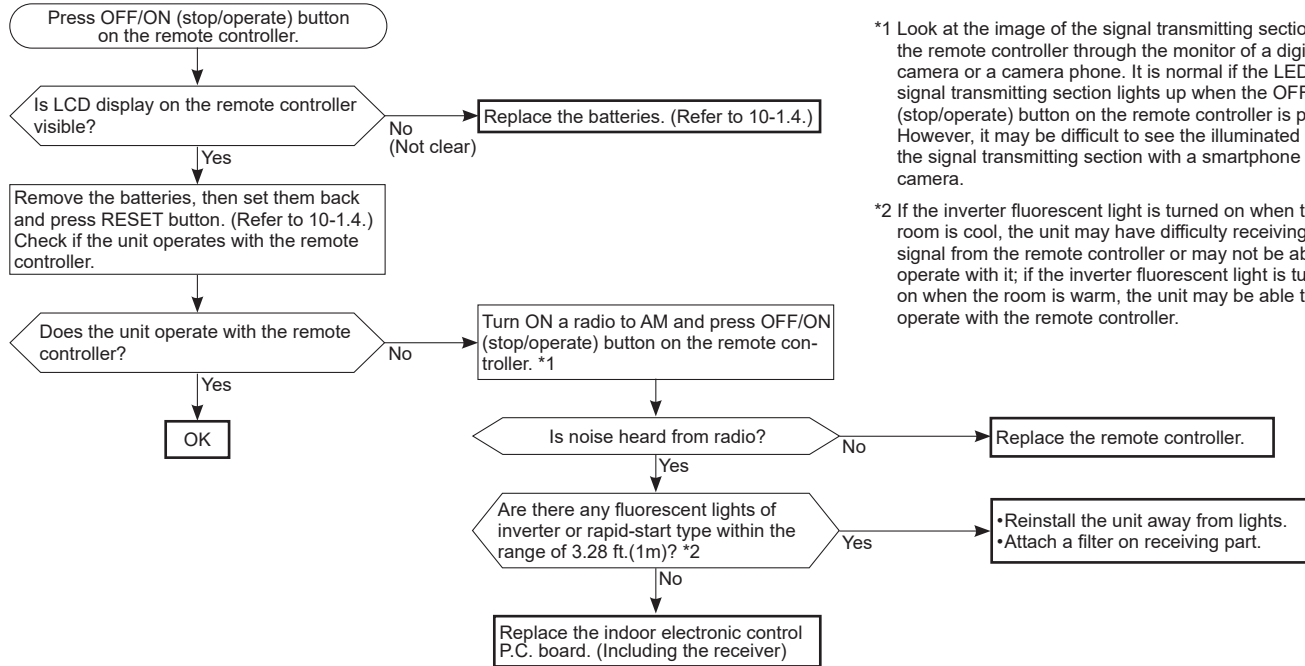 Press OFF/ON (stop/operate) button
on the remote controller.
Is LCD display on the remote controller
visible?
No
(Not clear)
Replace the batteries. (Refer to 10-1.4.)
Yes
Remove the batteries, then set them back
and press RESET button. (Refer to 10-1.4.)
Check if the unit operates with the remote
controller.
Does the unit operate with the remote
controller?
No
Yes
OK
Turn ON a radio to AM and press OFF/ON
(stop/operate) button on the remote con-
troller. *1
Is noise heard from radio?
No
Replace the remote controller.
Yes
Are there any fluorescent lights of
inverter or rapid-start type within the
range of 3.28 ft.(1m)? *2
Yes
•Reinstall the unit away from lights.
•Attach a filter on receiving part.
No
Replace the indoor electronic control
P.C. board. (Including the receiver)
*1 Look at the image of the signal transmitting
the remote controller through the monitor of a
camera or a camera phone. It is normal if the LED
signal transmitting section lights up when the
(stop/operate) button on the remote controller is
However, it may be difficult to see the illuminated
the signal transmitting section with a smartphone
camera.
*2 If the inverter fluorescent light is turned on when
room is cool, the unit may have difficulty receiving
signal from the remote controller or may not be
operate with it; if the inverter fluorescent light is
on when the room is warm, the unit may be able
operate with the remote controller.